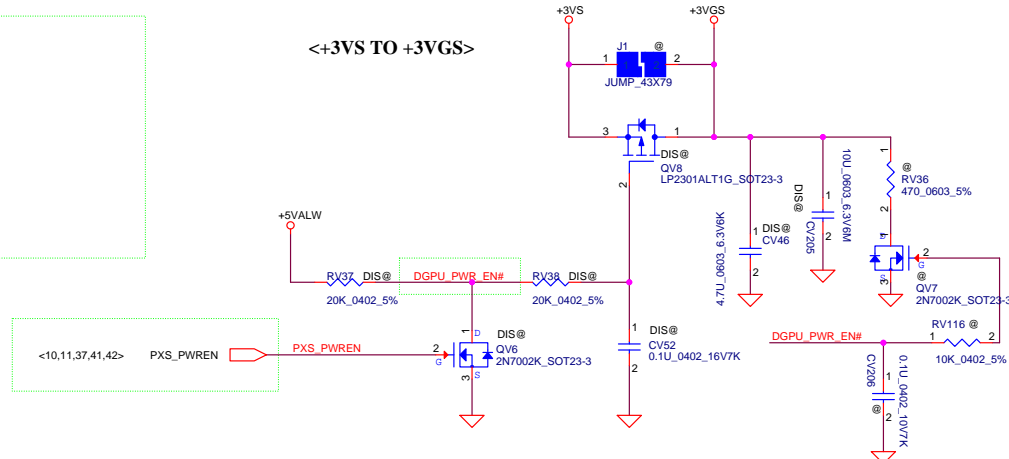 <+3VS TO +3VGS>
+3VS
+3VGS
J1
@
1
2
JUMP_43X79
3
1
DIS@
QV8
LP2301ALT1G_SOT23-3
2
+5VALW
RV37
DIS@
20K_0402_5%
DGPU_PWR_EN#
RV38
DIS@
20K_0402_5%
<10,11,37,41,42>
PXS_PWREN
PXS_PWREN
2
G
1
D
3
S
DIS@
QV6
2N7002K_SOT23-3
1
2
DIS@
CV52
0.1U_0402_16V7K
4.7U_0603_6.3V6K
1
2
DIS@
CV46
DIS@
CV205
1
2
10U_0603_6.3V6M
1
2
@
RV36
470_0603_5%
1
D
3
S
2
G
@
QV7
2N7002K_SOT23-3
DGPU_PWR_EN#
RV116
@
1
2
10K_0402_5%
CV206
@
1
2
0.1U_0402_10V7K